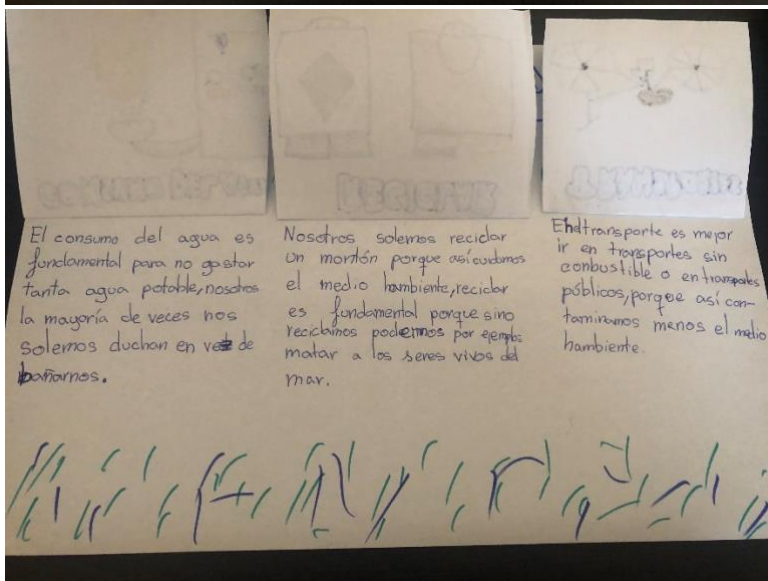 El consumo del agua es
fundamental para no gastar
tanta agua potable, nosotros
la mayoría de veces nos
solemos duchan en vez de
bañarnos.
Nosotros solemos reciclar
un montón porque así cuidamos
el medio hambiente, reciclar
es fundamental porque sino
reciclamos podemos por ejemplo
matar a los seres vivos del
mar.
En el transporte es mejor
ir en transportes sin
conbustible o en transportes
públicos, porque así con-
taminamos menos el medio
hambiente.